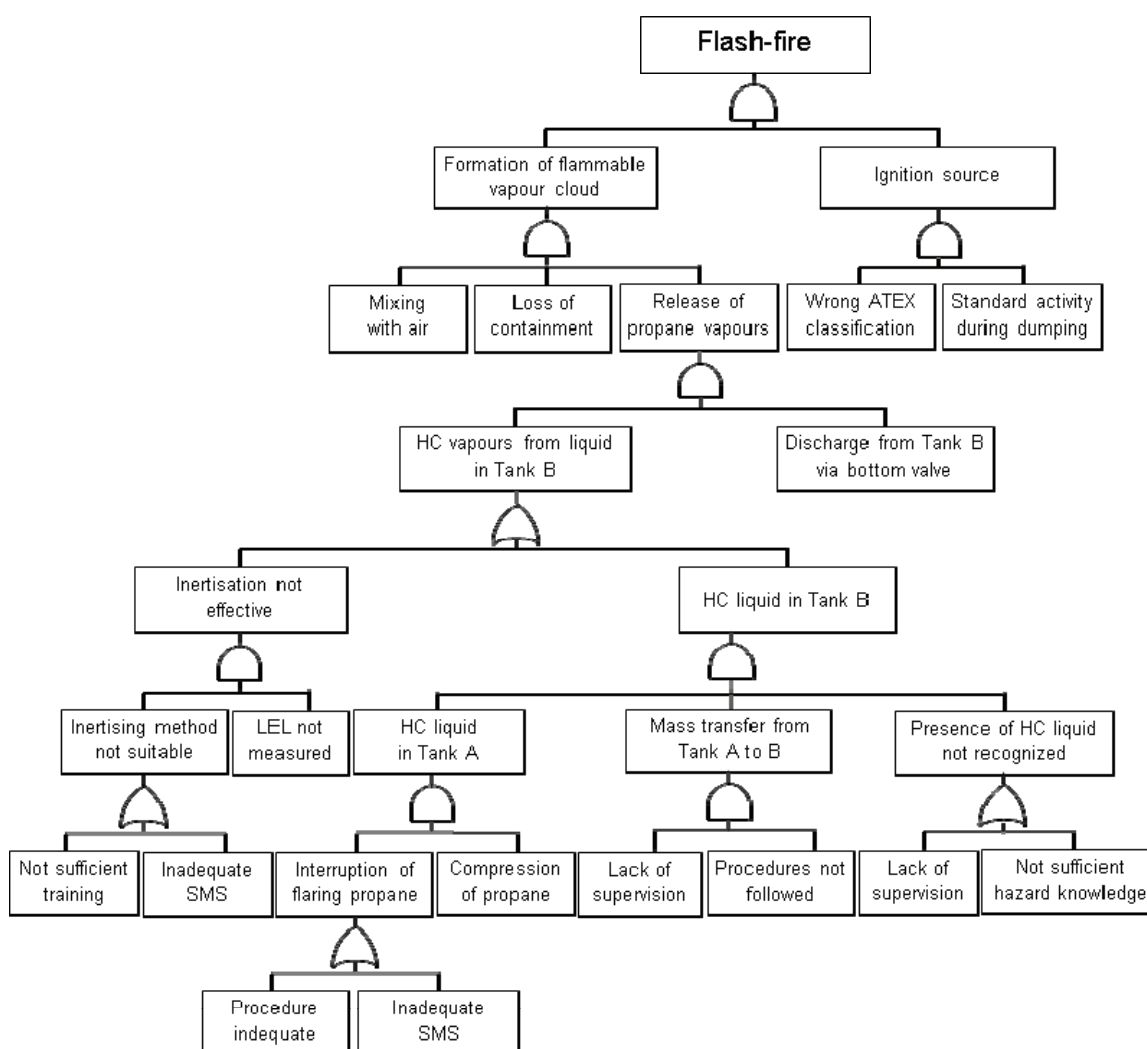 Flash-fire
Formation of flammable
vapour cloud
Ignition source
Mixing
with air
Loss of
containment
Release of
propane vapours
Wrong ATEX
classification
Standard activity
during dumping
HC vapours from liquid
in Tank B
Discharge from Tank B
via bottom valve
Inertisation not
effective
HC liquid in Tank B
Inertising method
not suitable
LEL not
measured
HC liquid
in Tank A
Mass transfer from
Tank A to B
Presence of HC liquid
not recognized
Not sufficient
training
Inadequate
SMS
Interruption of
flaring propane
Compression
of propane
Lack of
supervision
Procedures not
followed
Lack of
supervision
Not sufficient
hazard knowledge
Procedure
indequate
Inadequate
SMS